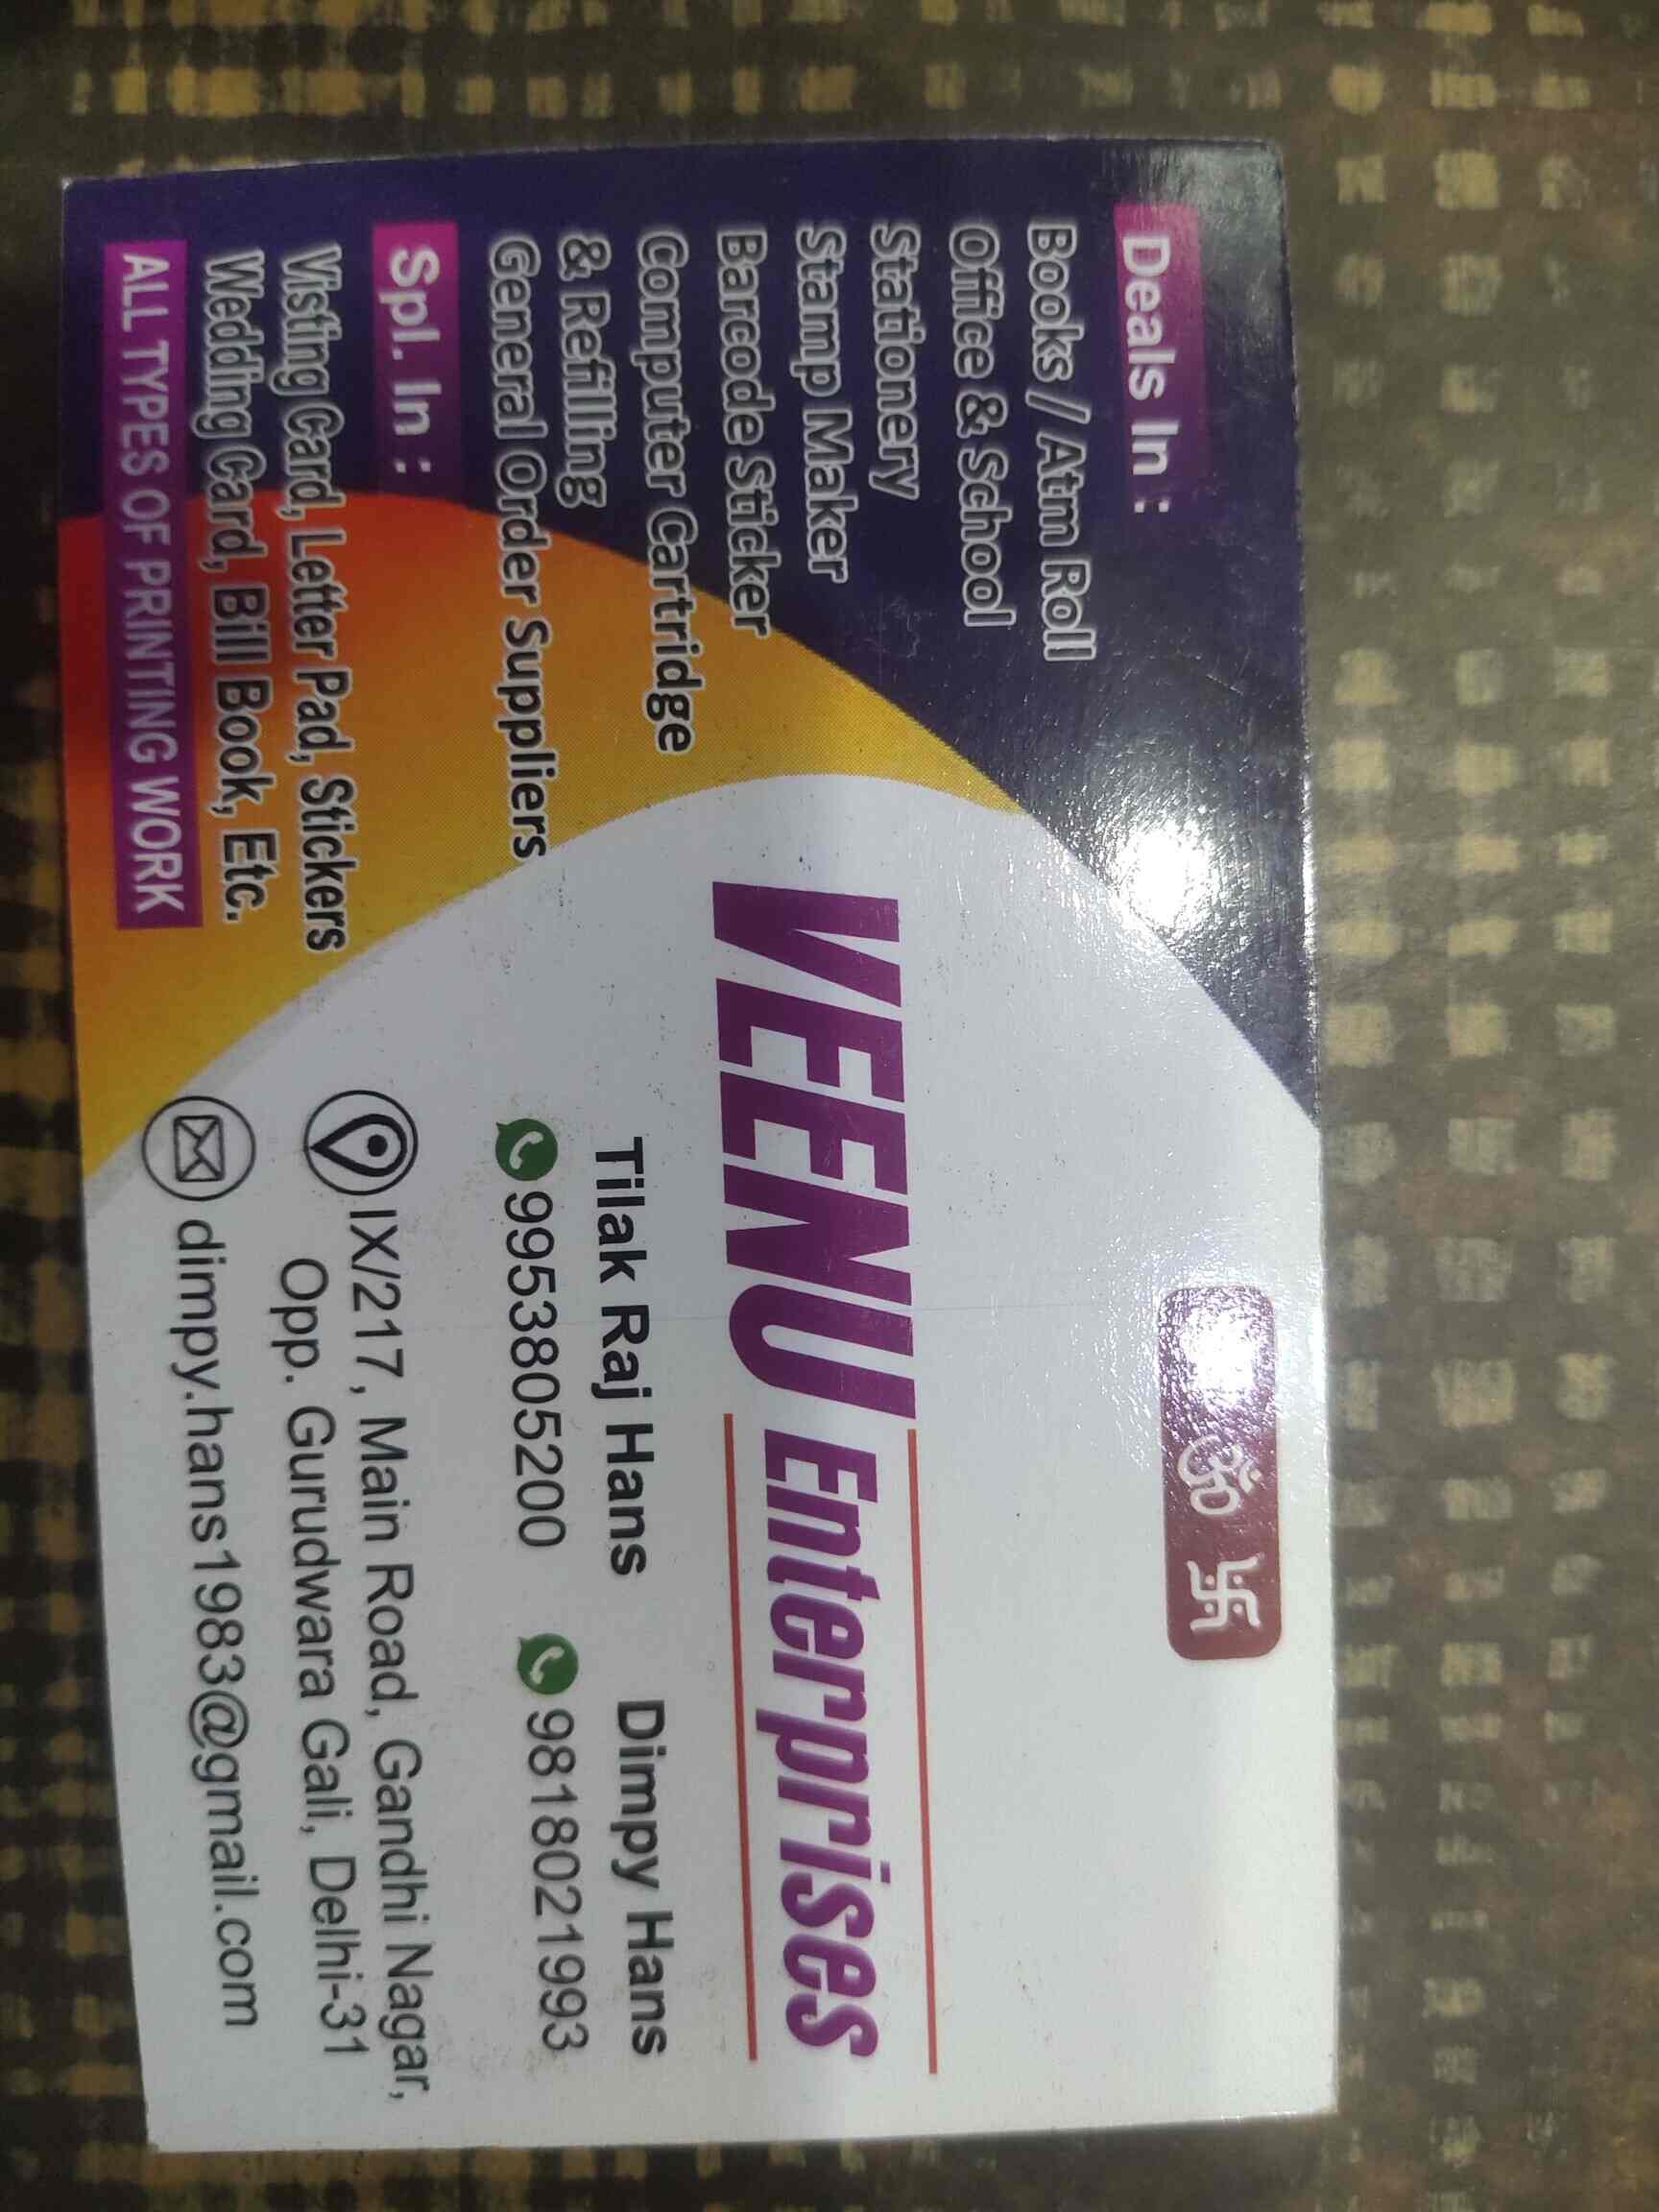 ॐ 卐
Deals In :
Books / Atm Roll
Office & School
Stationery
Stamp Maker
Barcode Sticker
Computer Cartridge
& Refilling
General Order Suppliers
Spl. In :
Visting Card, Letter Pad, Stickers
Wedding Card, Bill Book, Etc.
ALL TYPES OF PRINTING WORK
VEENU Enterprises
Tilak Raj Hans Dimpy Hans
9953805200 9818021993
IX/217, Main Road, Gandhi Nagar,
Opp. Gurudwara Gali, Delhi-31
dimpy.hans1983@gmail.com